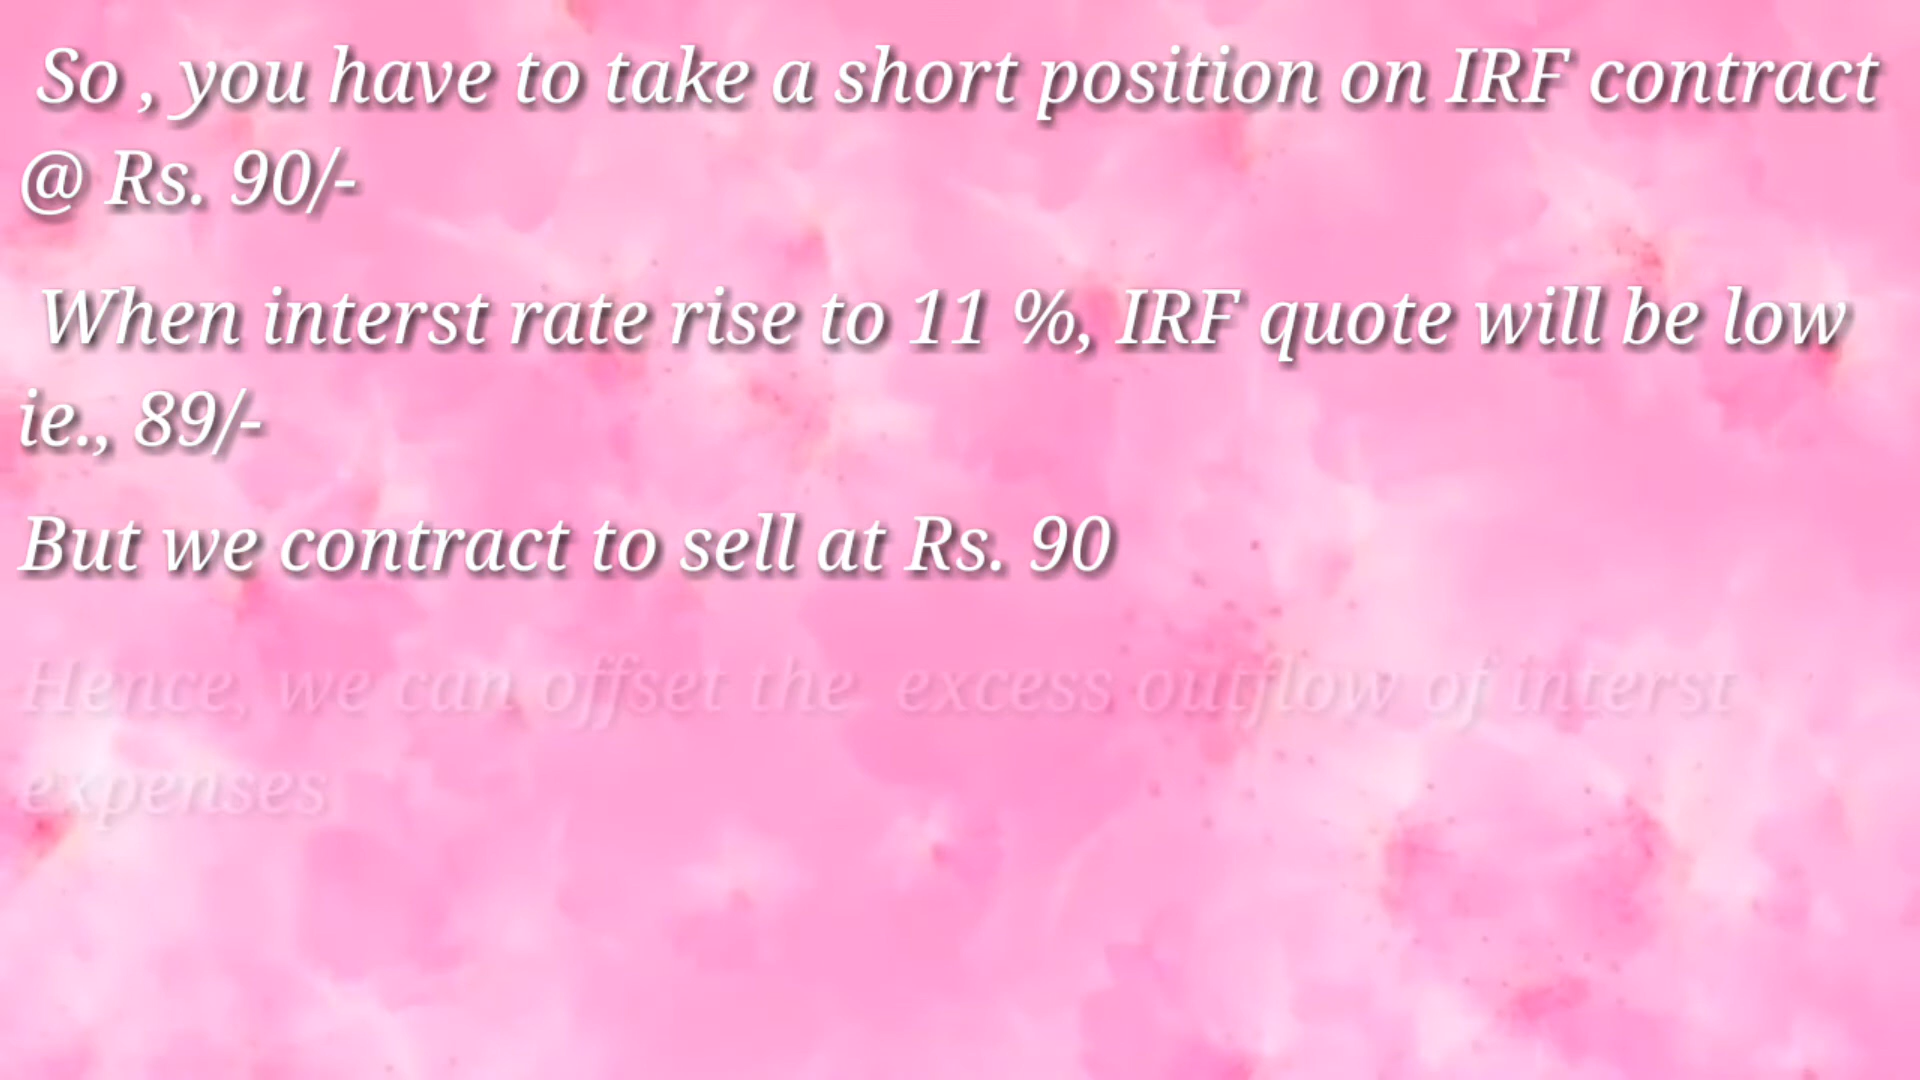 So , you have to take a short position on IRF contract
@ Rs. 90/-
When interst rate rise to 11 %, IRF quote will be low
ie., 89/-
But we contract to sell at Rs. 90
Hence, we can offset the excess outflow of interst
expenses